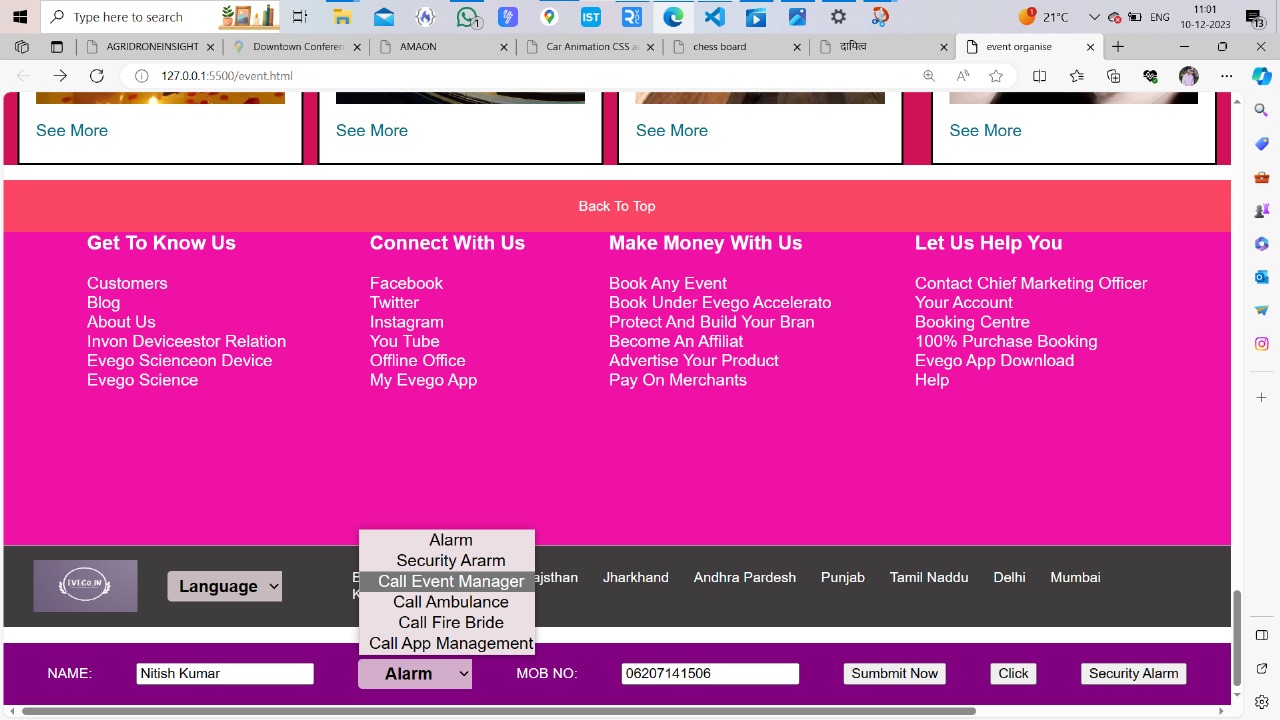 Type here to search
1
IST
1
21°C
ENG
11:01
10-12-2023
13
AGRIDRONEINSIGHT
Downtown Conferen
AMAON
Car Animation CSS a
chess board
दायित्व
event organise
127.0.0.1:5500/event.html
See More
See More
See More
See More
Back To Top
Get To Know Us
Customers
Blog
About Us
Invon Deviceestor Relation
Evego Scienceon Device
Evego Science
Connect With Us
Facebook
Twitter
Instagram
You Tube
Offline Office
My Evego App
Make Money With Us
Book Any Event
Book Under Evego Accelerato
Protect And Build Your Bran
Become An Affiliat
Advertise Your Product
Pay On Merchants
Let Us Help You
Contact Chief Marketing Officer
Your Account
Booking Centre
100% Purchase Booking
Evego App Download
Help
Alarm
Security Ararm
Call Event Manager
Call Ambulance
Call Fire Bride
Call App Management
Language
Jharkhand Andhra Pardesh Punjab Tamil Naddu Delhi Mumbai
NAME: Nitish Kumar Alarm MOB NO: 06207141506 Sumbmit Now Click Security Alarm